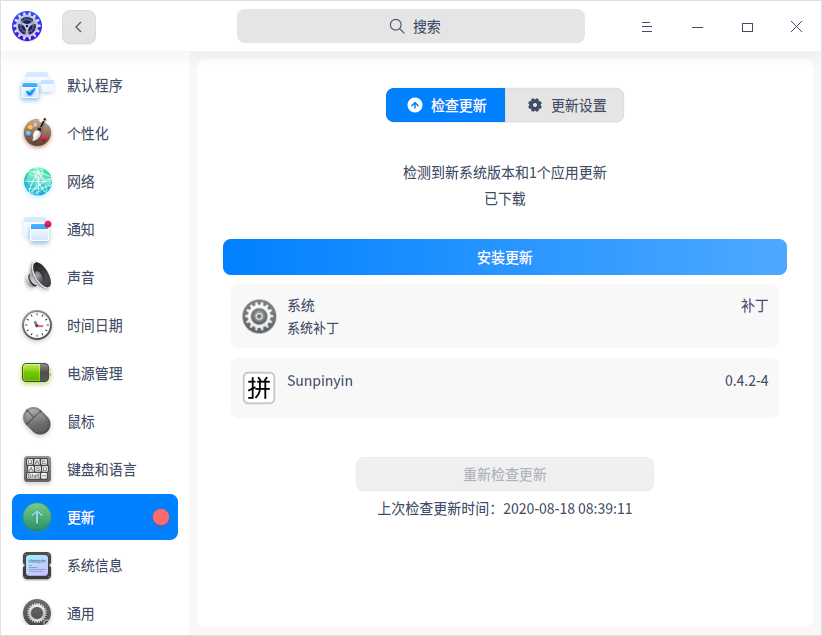 搜索
默认程序
个性化
网络
通知
声音
时间日期
电源管理
鼠标
键盘和语言
更新
系统信息
通用
检查更新
更新设置
检测到新系统版本和1个应用更新
已下载
安装更新
系统
补丁
系统补丁
拼
Sunpinyin
0.4.2-4
重新检查更新
上次检查更新时间：2020-08-18 08:39:11